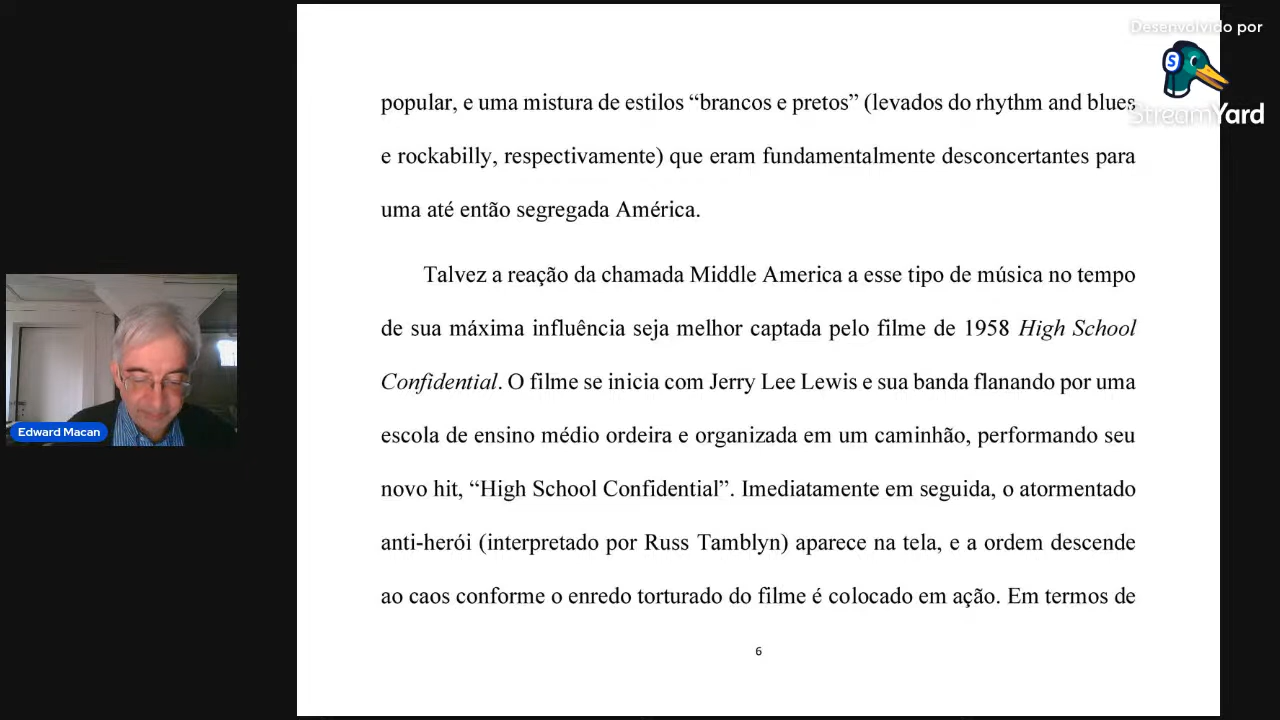 Desenvolvido por
StreamYard
popular, e uma mistura de estilos “brancos e pretos” (levados do rhythm and blues
e rockabilly, respectivamente) que eram fundamentalmente desconcertantes para
uma até então segregada América.
Talvez a reação da chamada Middle America a esse tipo de música no tempo
de sua máxima influência seja melhor captada pelo filme de 1958 High School
Confidential. O filme se inicia com Jerry Lee Lewis e sua banda flanando por uma
escola de ensino médio ordeira e organizada em um caminhão, performando seu
novo hit, “High School Confidential”. Imediatamente em seguida, o atormentado
anti-herói (interpretado por Russ Tamblyn) aparece na tela, e a ordem descende
ao caos conforme o enredo torturado do filme é colocado em ação. Em termos de
6
Edward Macan